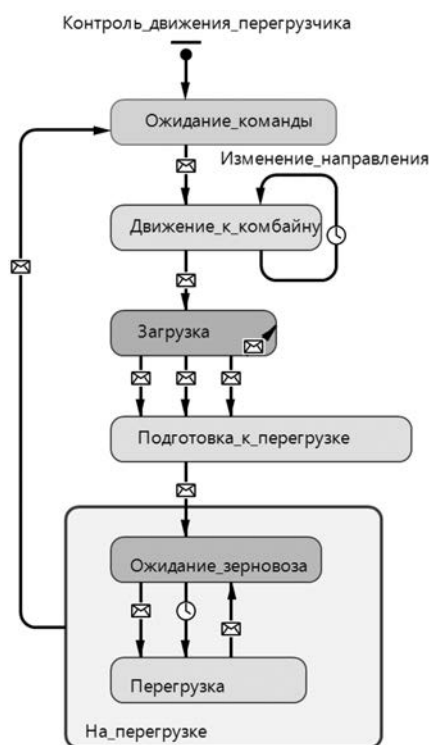 Контроль_движения_перегрузчика
Ожидание_команды
Изменение_направления
Движение_к_комбайну
Загрузка
Подготовка_к_перегрузке
Ожидание_зерновоза
Перегрузка
На_перегрузке